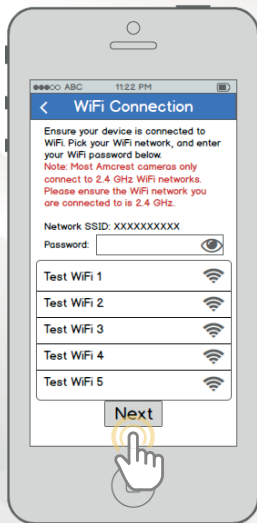 ABC 11:22 PM
WiFi Connection
Ensure your device is connected to
WiFi. Pick your WiFi network, and enter
your WiFi password below.
Note: Most Amcrest cameras only
connect to 2.4 GHz WiFi networks.
Please ensure the WiFi network you
are connected to is 2.4 GHz.
Network SSID: XXXXXXXXXX
Password:
Test WiFi 1
Test WiFi 2
Test WiFi 3
Test WiFi 4
Test WiFi 5
Next